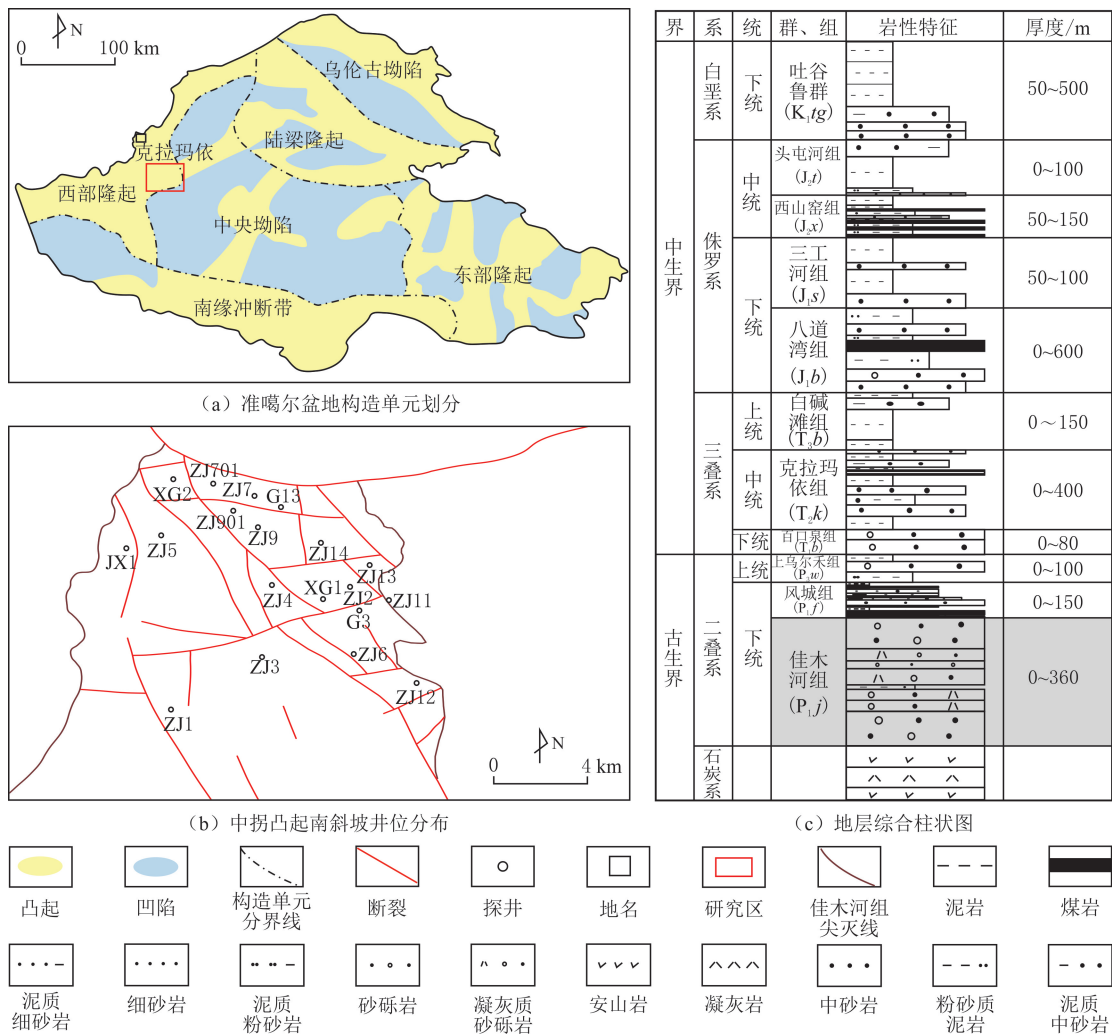 N
0 100 km
乌伦古坳陷
陆梁隆起
克拉玛依
西部隆起
中央坳陷
东部隆起
南缘冲断带
(a) 准噶尔盆地构造单元划分
ZJ701
XG2
ZJ7
G13
ZJ901
ZJ9
ZJ5
JX1
ZJ14
ZJ13
XG1
ZJ2
ZJ4
ZJ11
G3
ZJ6
ZJ3
ZJ12
ZJ1
N
0 4 km
(b) 中拐凸起南斜坡井位分布
界 系 统 群、组 岩性特征 厚度/m
中生界
白垩系
下统
吐谷
鲁群
(K₁tg)
50~500
侏罗系
中统
头屯河组
(J₂t)
0~100
西山窑组
(J₂x)
50~150
下统
三工
河组
(J₁s)
50~100
八道
湾组
(J₁b)
0~600
三叠系
上统
白碱
滩组
(T₃b)
0~150
中统
克拉玛
依组
(T₂k)
0~400
下统
百口泉组
(T₁b)
0~80
古生界
二叠系
上统
上乌尔禾组
(P₃w)
0~100
下统
风城组
(P₁f)
0~150
佳木
河组
(P₁j)
0~360
石炭系
(c) 地层综合柱状图
凸起
凹陷
构造单元
分界线
断裂
探井
地名
研究区
佳木河组
尖灭线
泥岩
煤岩
泥质
细砂岩
细砂岩
泥质
粉砂岩
砂砾岩
凝灰质
砂砾岩
安山岩
凝灰岩
中砂岩
粉砂质
泥岩
泥质
中砂岩